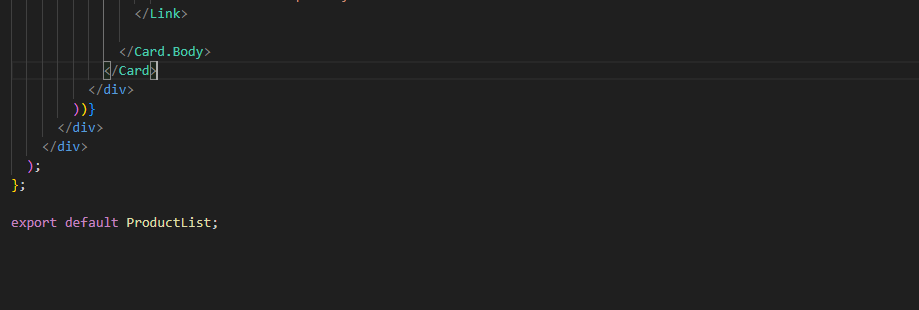 </Link>
</Card.Body>
</Card>
</div>
))}
</div>
</div>
);
};
export default ProductList;